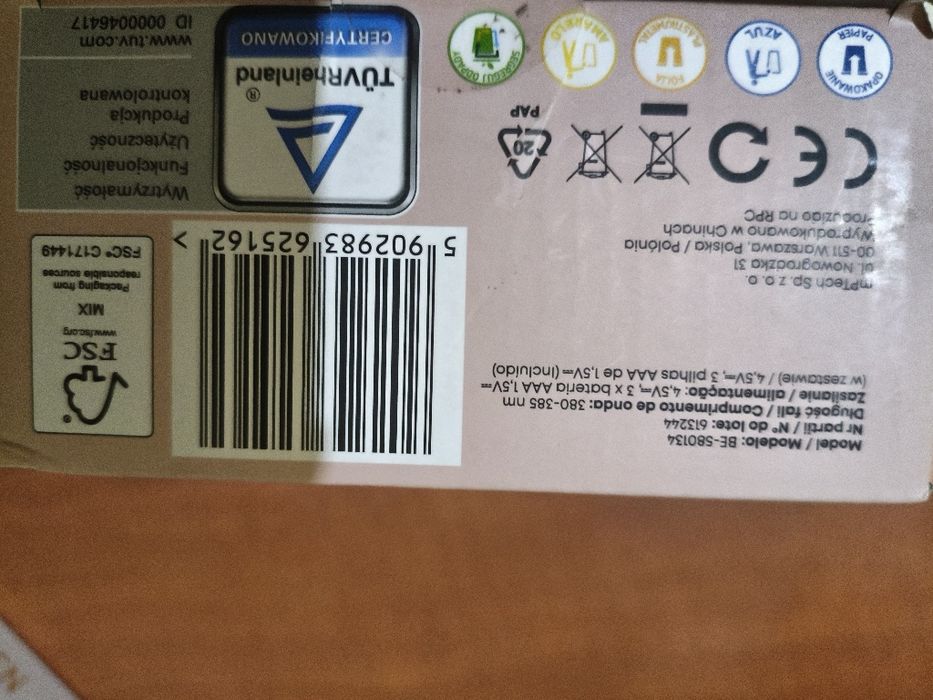 Model / Modelo: BE-580134
Nr partii / Nº do lote: 613244
Długość fali / Comprimento de onda: 380-385 nm
Zasilanie / alimentação: 4,5V⎓, 3 x bateria AAA 1,5V⎓
(w zestawie) / 4,5V⎓, 3 pilhas AAA de 1,5V⎓ (incluído)
mPTech Sp. z o. o.
ul. Nowogrodzka 31
00-511 Warszawa, Polska / Polónia
Wyprodukowano w Chinach
Produzido na RPC
CE
20
PAP
OPAKOWANIE
PAPIER
AZUL
FOLIA
AMARELO
SEGREGUJ ODPADY
5 902983 625162 >
®
FSC
www.fsc.org
MIX
Packaging from
responsible sources
FSC® C171449
TÜVRheinland®
CERTYFIKOWANO
Wytrzymałość
Funkcjonalność
Użyteczność
Produkcja
kontrolowana
www.tuv.com
ID 0000046417